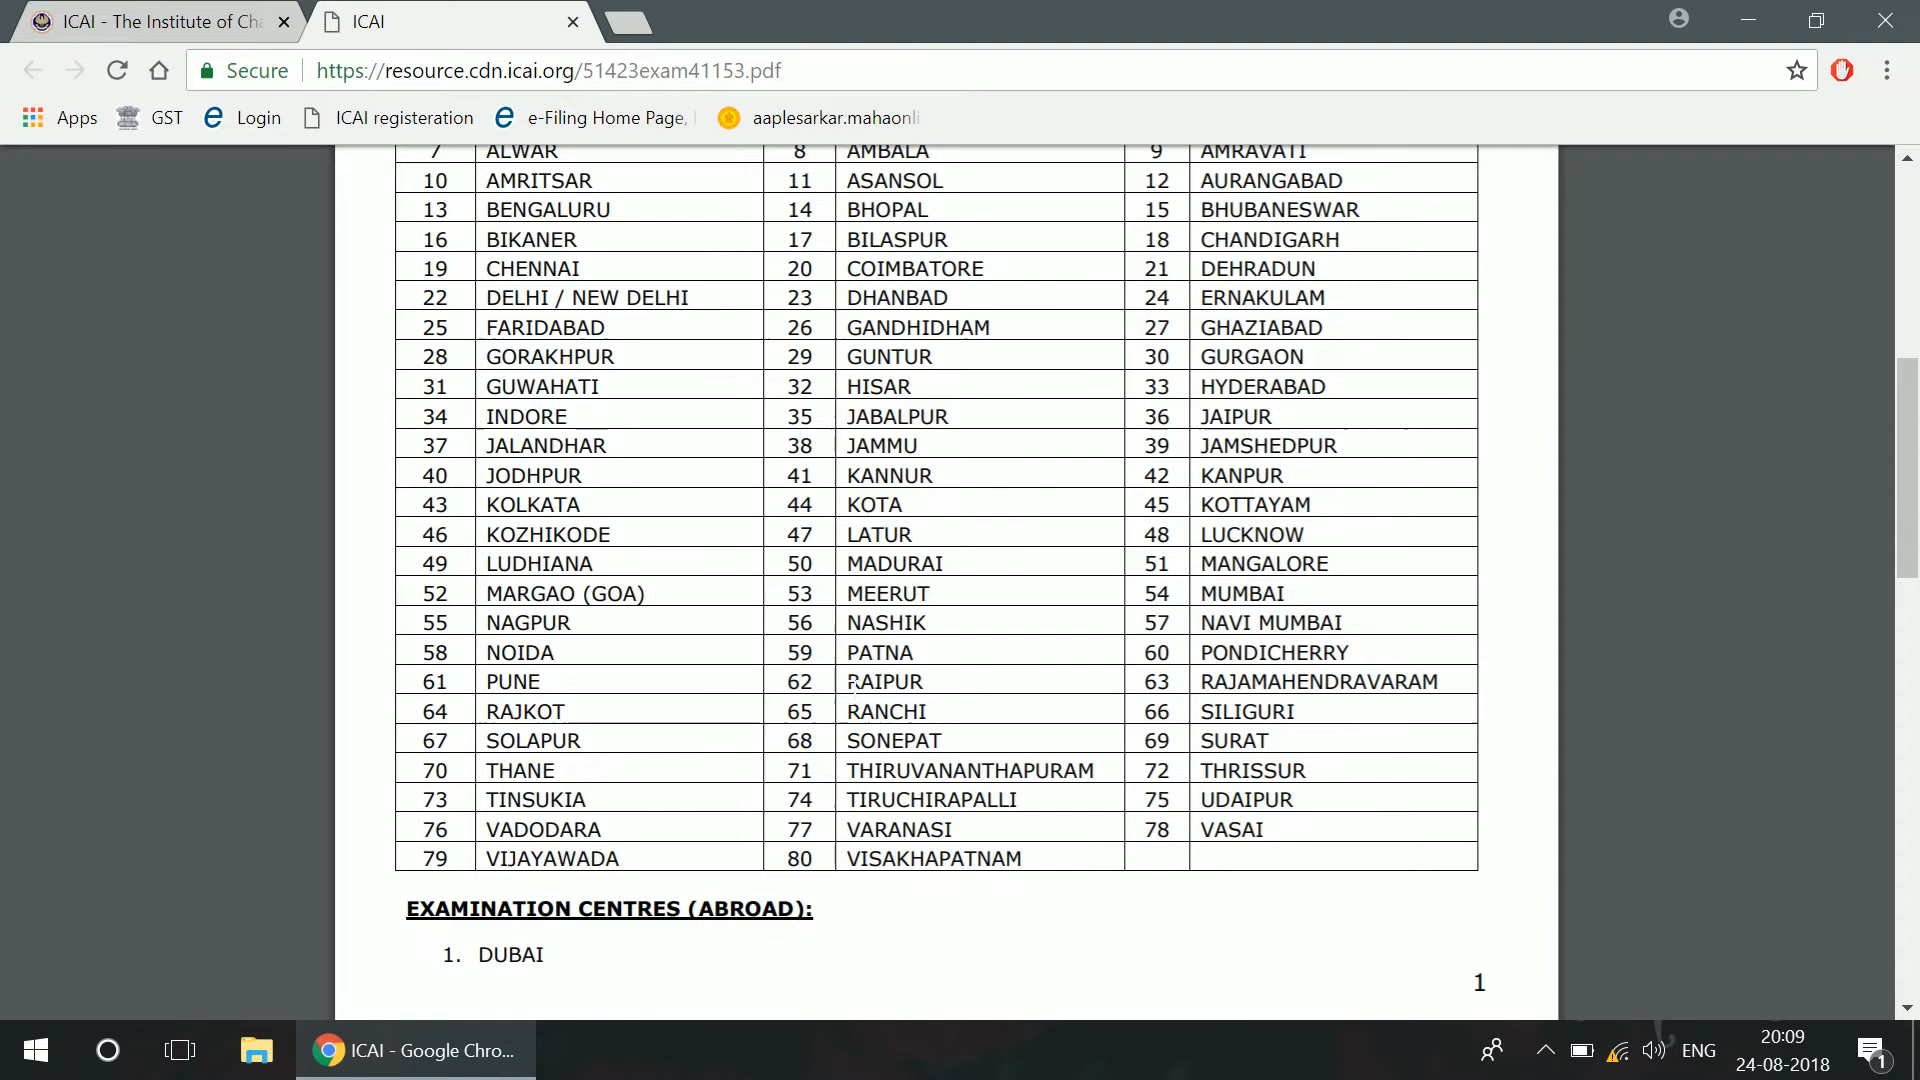 ICAI - The Institute of Cha
ICAI
Secure https://resource.cdn.icai.org/51423exam41153.pdf
Apps GST Login ICAI registeration e-Filing Home Page, aaplesarkar.mahaonli
7 ALWAR 8 AMBALA 9 AMRAVATI
10 AMRITSAR 11 ASANSOL 12 AURANGABAD
13 BENGALURU 14 BHOPAL 15 BHUBANESWAR
16 BIKANER 17 BILASPUR 18 CHANDIGARH
19 CHENNAI 20 COIMBATORE 21 DEHRADUN
22 DELHI / NEW DELHI 23 DHANBAD 24 ERNAKULAM
25 FARIDABAD 26 GANDHIDHAM 27 GHAZIABAD
28 GORAKHPUR 29 GUNTUR 30 GURGAON
31 GUWAHATI 32 HISAR 33 HYDERABAD
34 INDORE 35 JABALPUR 36 JAIPUR
37 JALANDHAR 38 JAMMU 39 JAMSHEDPUR
40 JODHPUR 41 KANNUR 42 KANPUR
43 KOLKATA 44 KOTA 45 KOTTAYAM
46 KOZHIKODE 47 LATUR 48 LUCKNOW
49 LUDHIANA 50 MADURAI 51 MANGALORE
52 MARGAO (GOA) 53 MEERUT 54 MUMBAI
55 NAGPUR 56 NASHIK 57 NAVI MUMBAI
58 NOIDA 59 PATNA 60 PONDICHERRY
61 PUNE 62 RAIPUR 63 RAJAMAHENDRAVARAM
64 RAJKOT 65 RANCHI 66 SILIGURI
67 SOLAPUR 68 SONEPAT 69 SURAT
70 THANE 71 THIRUVANANTHAPURAM 72 THRISSUR
73 TINSUKIA 74 TIRUCHIRAPALLI 75 UDAIPUR
76 VADODARA 77 VARANASI 78 VASAI
79 VIJAYAWADA 80 VISAKHAPATNAM
EXAMINATION CENTRES (ABROAD):
1. DUBAI
1
ICAI - Google Chro...
ENG
20:09
24-08-2018
1